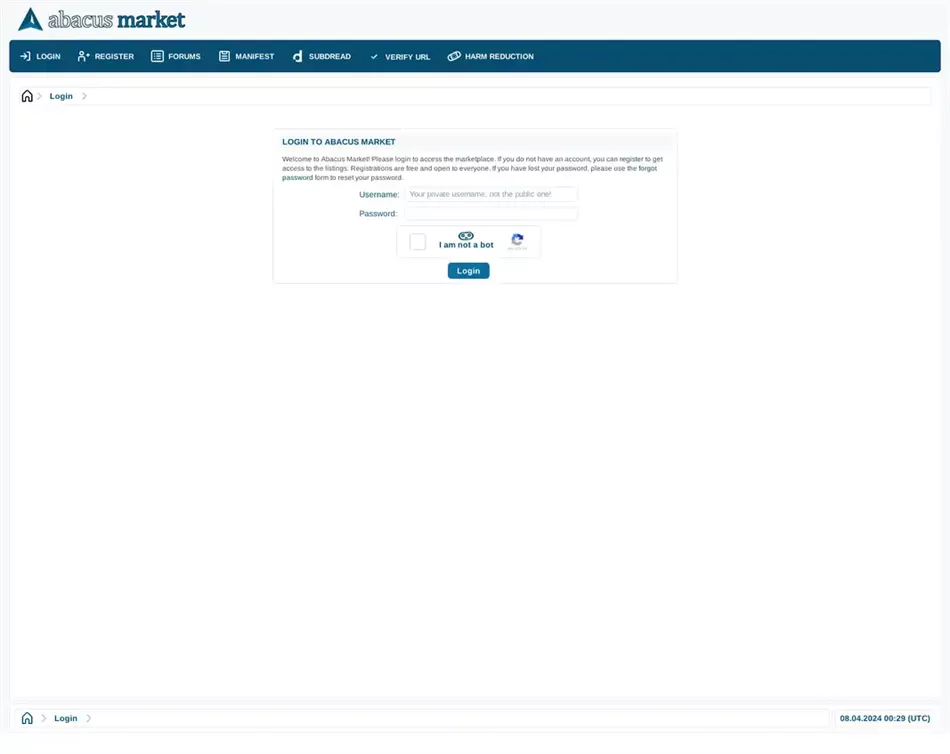 abacus market
LOGIN REGISTER FORUMS MANIFEST SUBDREAD VERIFY URL HARM REDUCTION
Login
LOGIN TO ABACUS MARKET
Welcome to Abacus Market! Please login to access the marketplace. If you do not have an account, you can register to get
access to the listings. Registrations are free and open to everyone. If you have lost your password, please use the forgot
password form to reset your password.
Username: Your private username, not the public one!
Password:
I am not a bot
Login
Login
08.04.2024 00:29 (UTC)